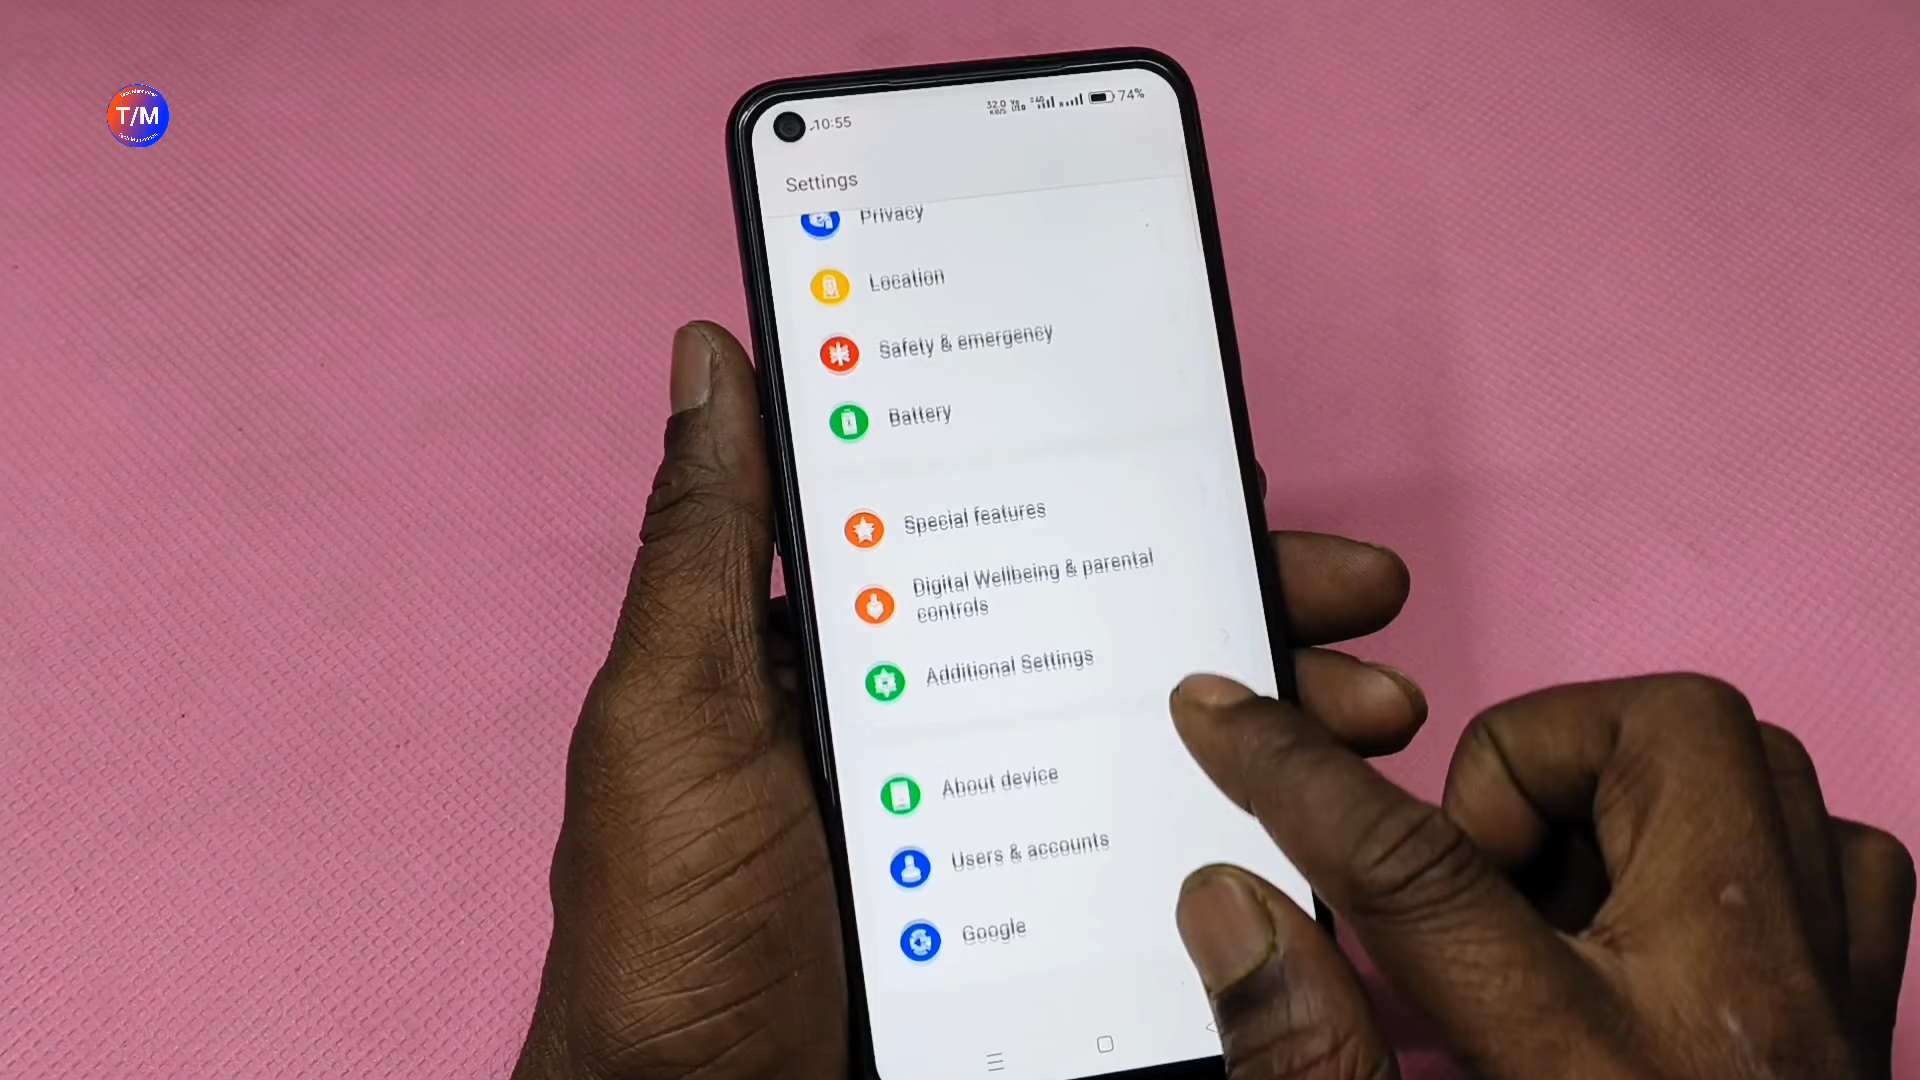 T/M
10:55
74%
Settings
Privacy
Location
Safety & emergency
Battery
Special features
Digital Wellbeing & parental
controls
Additional Settings
About device
Users & accounts
Google